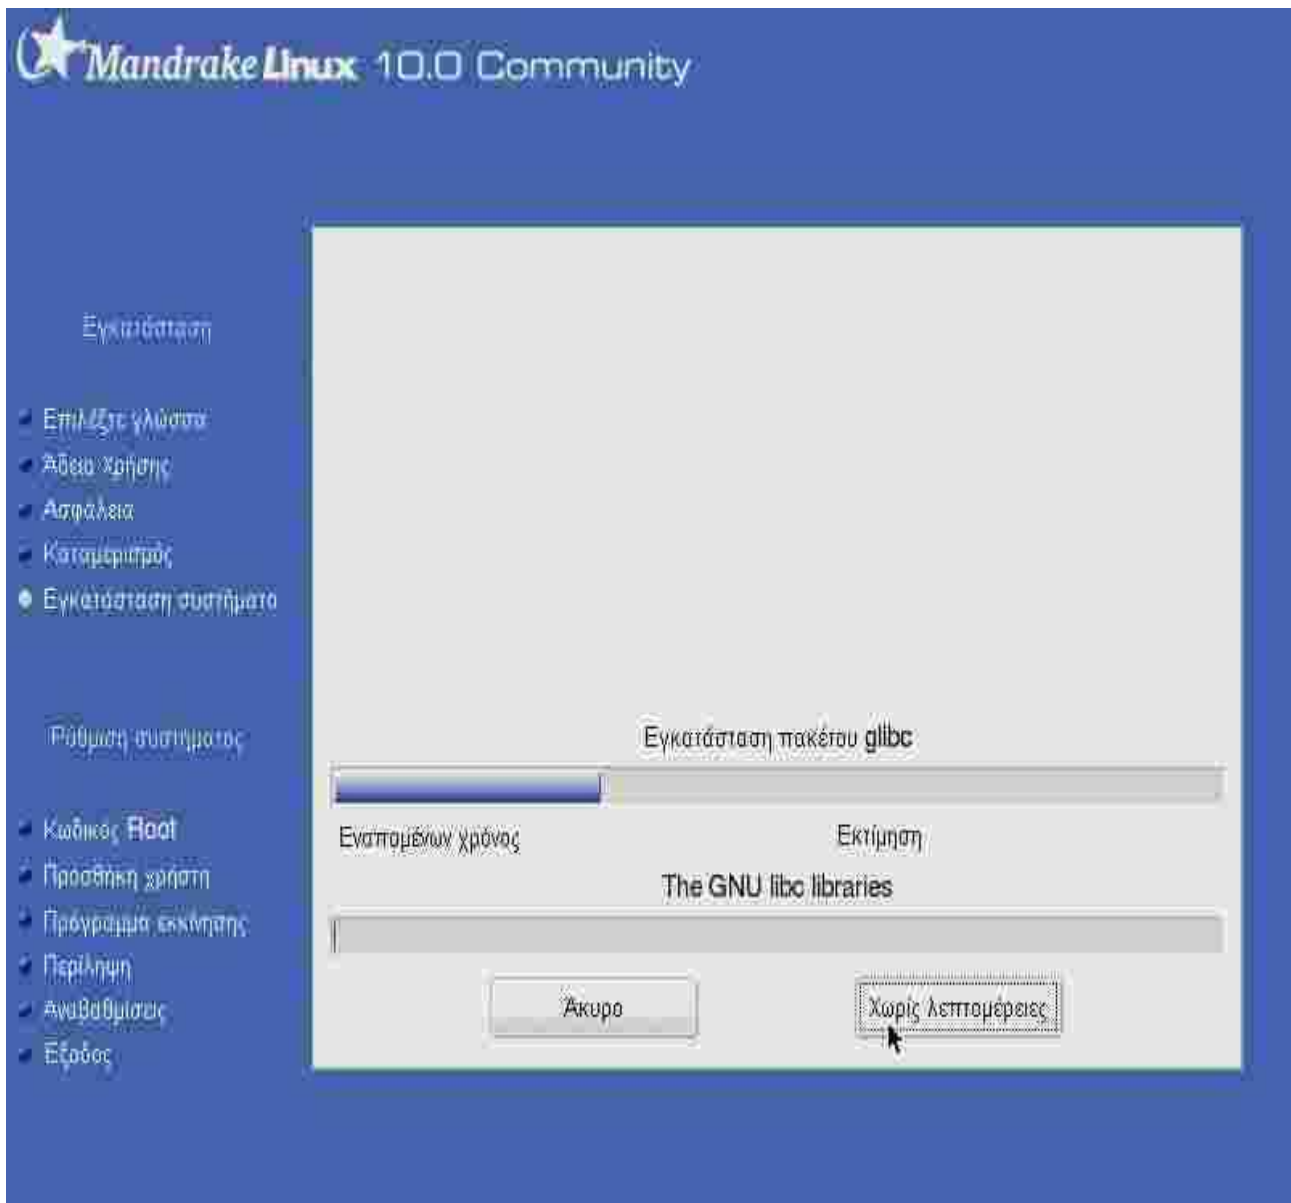 Mandrake Linux 10.0 Community
Εγκατάσταση
Επιλέξτε γλώσσα
Άδεια Χρήσης
Ασφάλεια
Καταμερισμός
Εγκατάσταση συστήματο
Ρύθμιση συστήματος
Κωδικός Root
Προσθήκη χρήστη
Πρόγραμμα εκκίνησης
Περίληψη
Αναβαθμίσεις
Έξοδος
Εγκατάσταση πακέτου glibc
Εναπομένων χρόνος Εκτίμηση
The GNU libc libraries
Άκυρο Χωρίς λεπτομέρειες